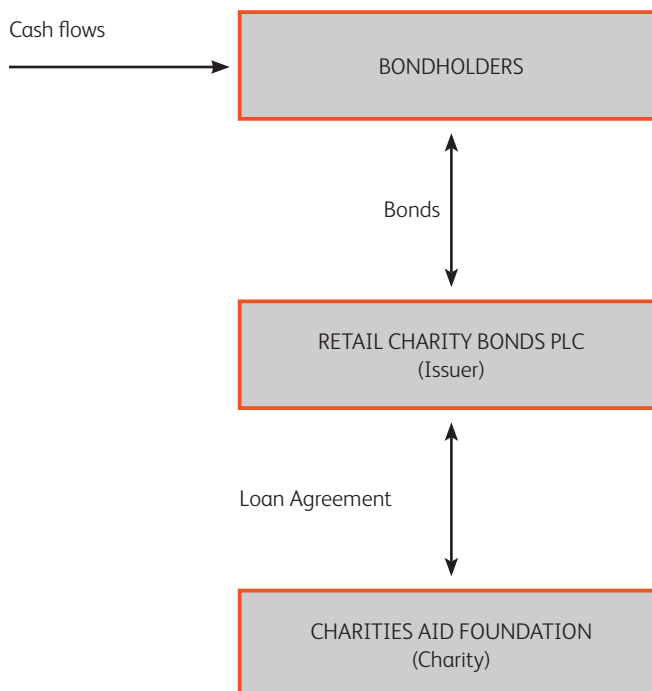 Cash flows
BONDHOLDERS
Bonds
RETAIL CHARITY BONDS PLC
(Issuer)
Loan Agreement
CHARITIES AID FOUNDATION
(Charity)